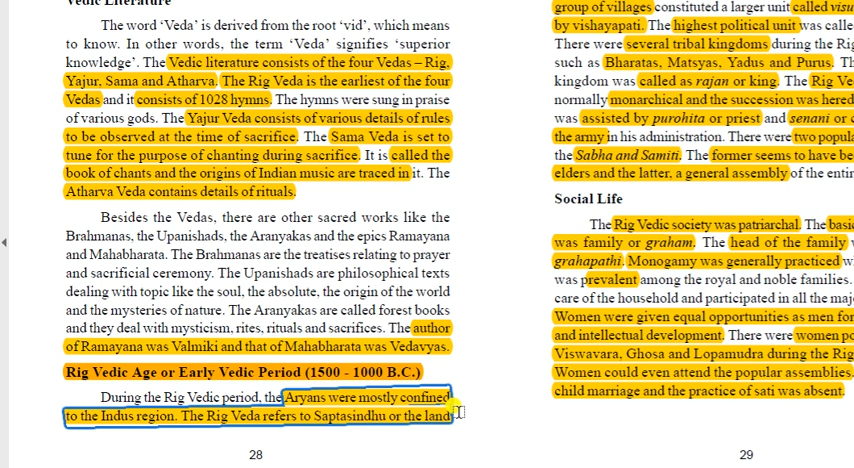 Vedic Literature
The word ‘Veda’ is derived from the root ‘vid’, which means
to know. In other words, the term ‘Veda’ signifies ‘superior
knowledge’. The Vedic literature consists of the four Vedas – Rig,
Yajur, Sama and Atharva. The Rig Veda is the earliest of the four
Vedas and it consists of 1028 hymns. The hymns were sung in praise
of various gods. The Yajur Veda consists of various details of rules
to be observed at the time of sacrifice. The Sama Veda is set to
tune for the purpose of chanting during sacrifice. It is called the
book of chants and the origins of Indian music are traced in it. The
Atharva Veda contains details of rituals.
Besides the Vedas, there are other sacred works like the
Brahmanas, the Upanishads, the Aranyakas and the epics Ramayana
and Mahabharata. The Brahmanas are the treatises relating to prayer
and sacrificial ceremony. The Upanishads are philosophical texts
dealing with topic like the soul, the absolute, the origin of the world
and the mysteries of nature. The Aranyakas are called forest books
and they deal with mysticism, rites, rituals and sacrifices. The author
of Ramayana was Valmiki and that of Mahabharata was Vedavyas.
Rig Vedic Age or Early Vedic Period (1500 - 1000 B.C.)
During the Rig Vedic period, the Aryans were mostly confined
to the Indus region. The Rig Veda refers to Saptasindhu or the land
28
group of villages constituted a larger unit called visu
by vishayapati. The highest political unit was calle
There were several tribal kingdoms during the Rig
such as Bharatas, Matsyas, Yadus and Purus. Th
kingdom was called as rajan or king. The Rig Ve
normally monarchical and the succession was hered
was assisted by purohita or priest and senani or c
the army in his administration. There were two popula
the Sabha and Samiti. The former seems to have be
elders and the latter, a general assembly of the entir
Social Life
The Rig Vedic society was patriarchal. The basic
was family or graham. The head of the family
grahapathi. Monogamy was generally practiced w
was prevalent among the royal and noble families.
care of the household and participated in all the maj
Women were given equal opportunities as men for
and intellectual development. There were women po
Viswavara, Ghosa and Lopamudra during the Rig
Women could even attend the popular assemblies.
child marriage and the practice of sati was absent.
29